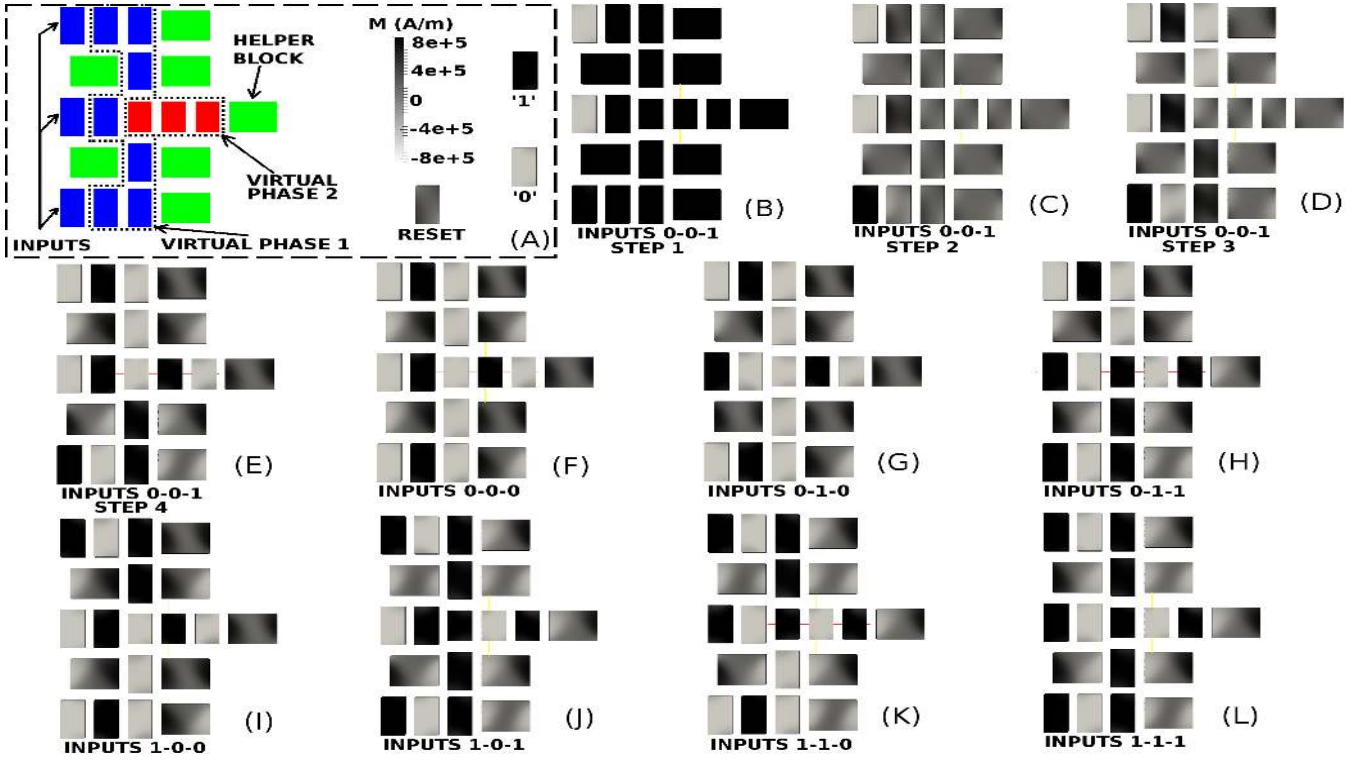 M (A/m)
8e+5
4e+5
0
-4e+5
-8e+5
'1'
'0'
HELPER
BLOCK
VIRTUAL
PHASE 2
RESET
INPUTS
VIRTUAL PHASE 1
(A)
(B)
INPUTS 0-0-1
STEP 1
(C)
INPUTS 0-0-1
STEP 2
(D)
INPUTS 0-0-1
STEP 3
(E)
INPUTS 0-0-1
STEP 4
(F)
INPUTS 0-0-0
(G)
INPUTS 0-1-0
(H)
INPUTS 0-1-1
(I)
INPUTS 1-0-0
(J)
INPUTS 1-0-1
(K)
INPUTS 1-1-0
(L)
INPUTS 1-1-1